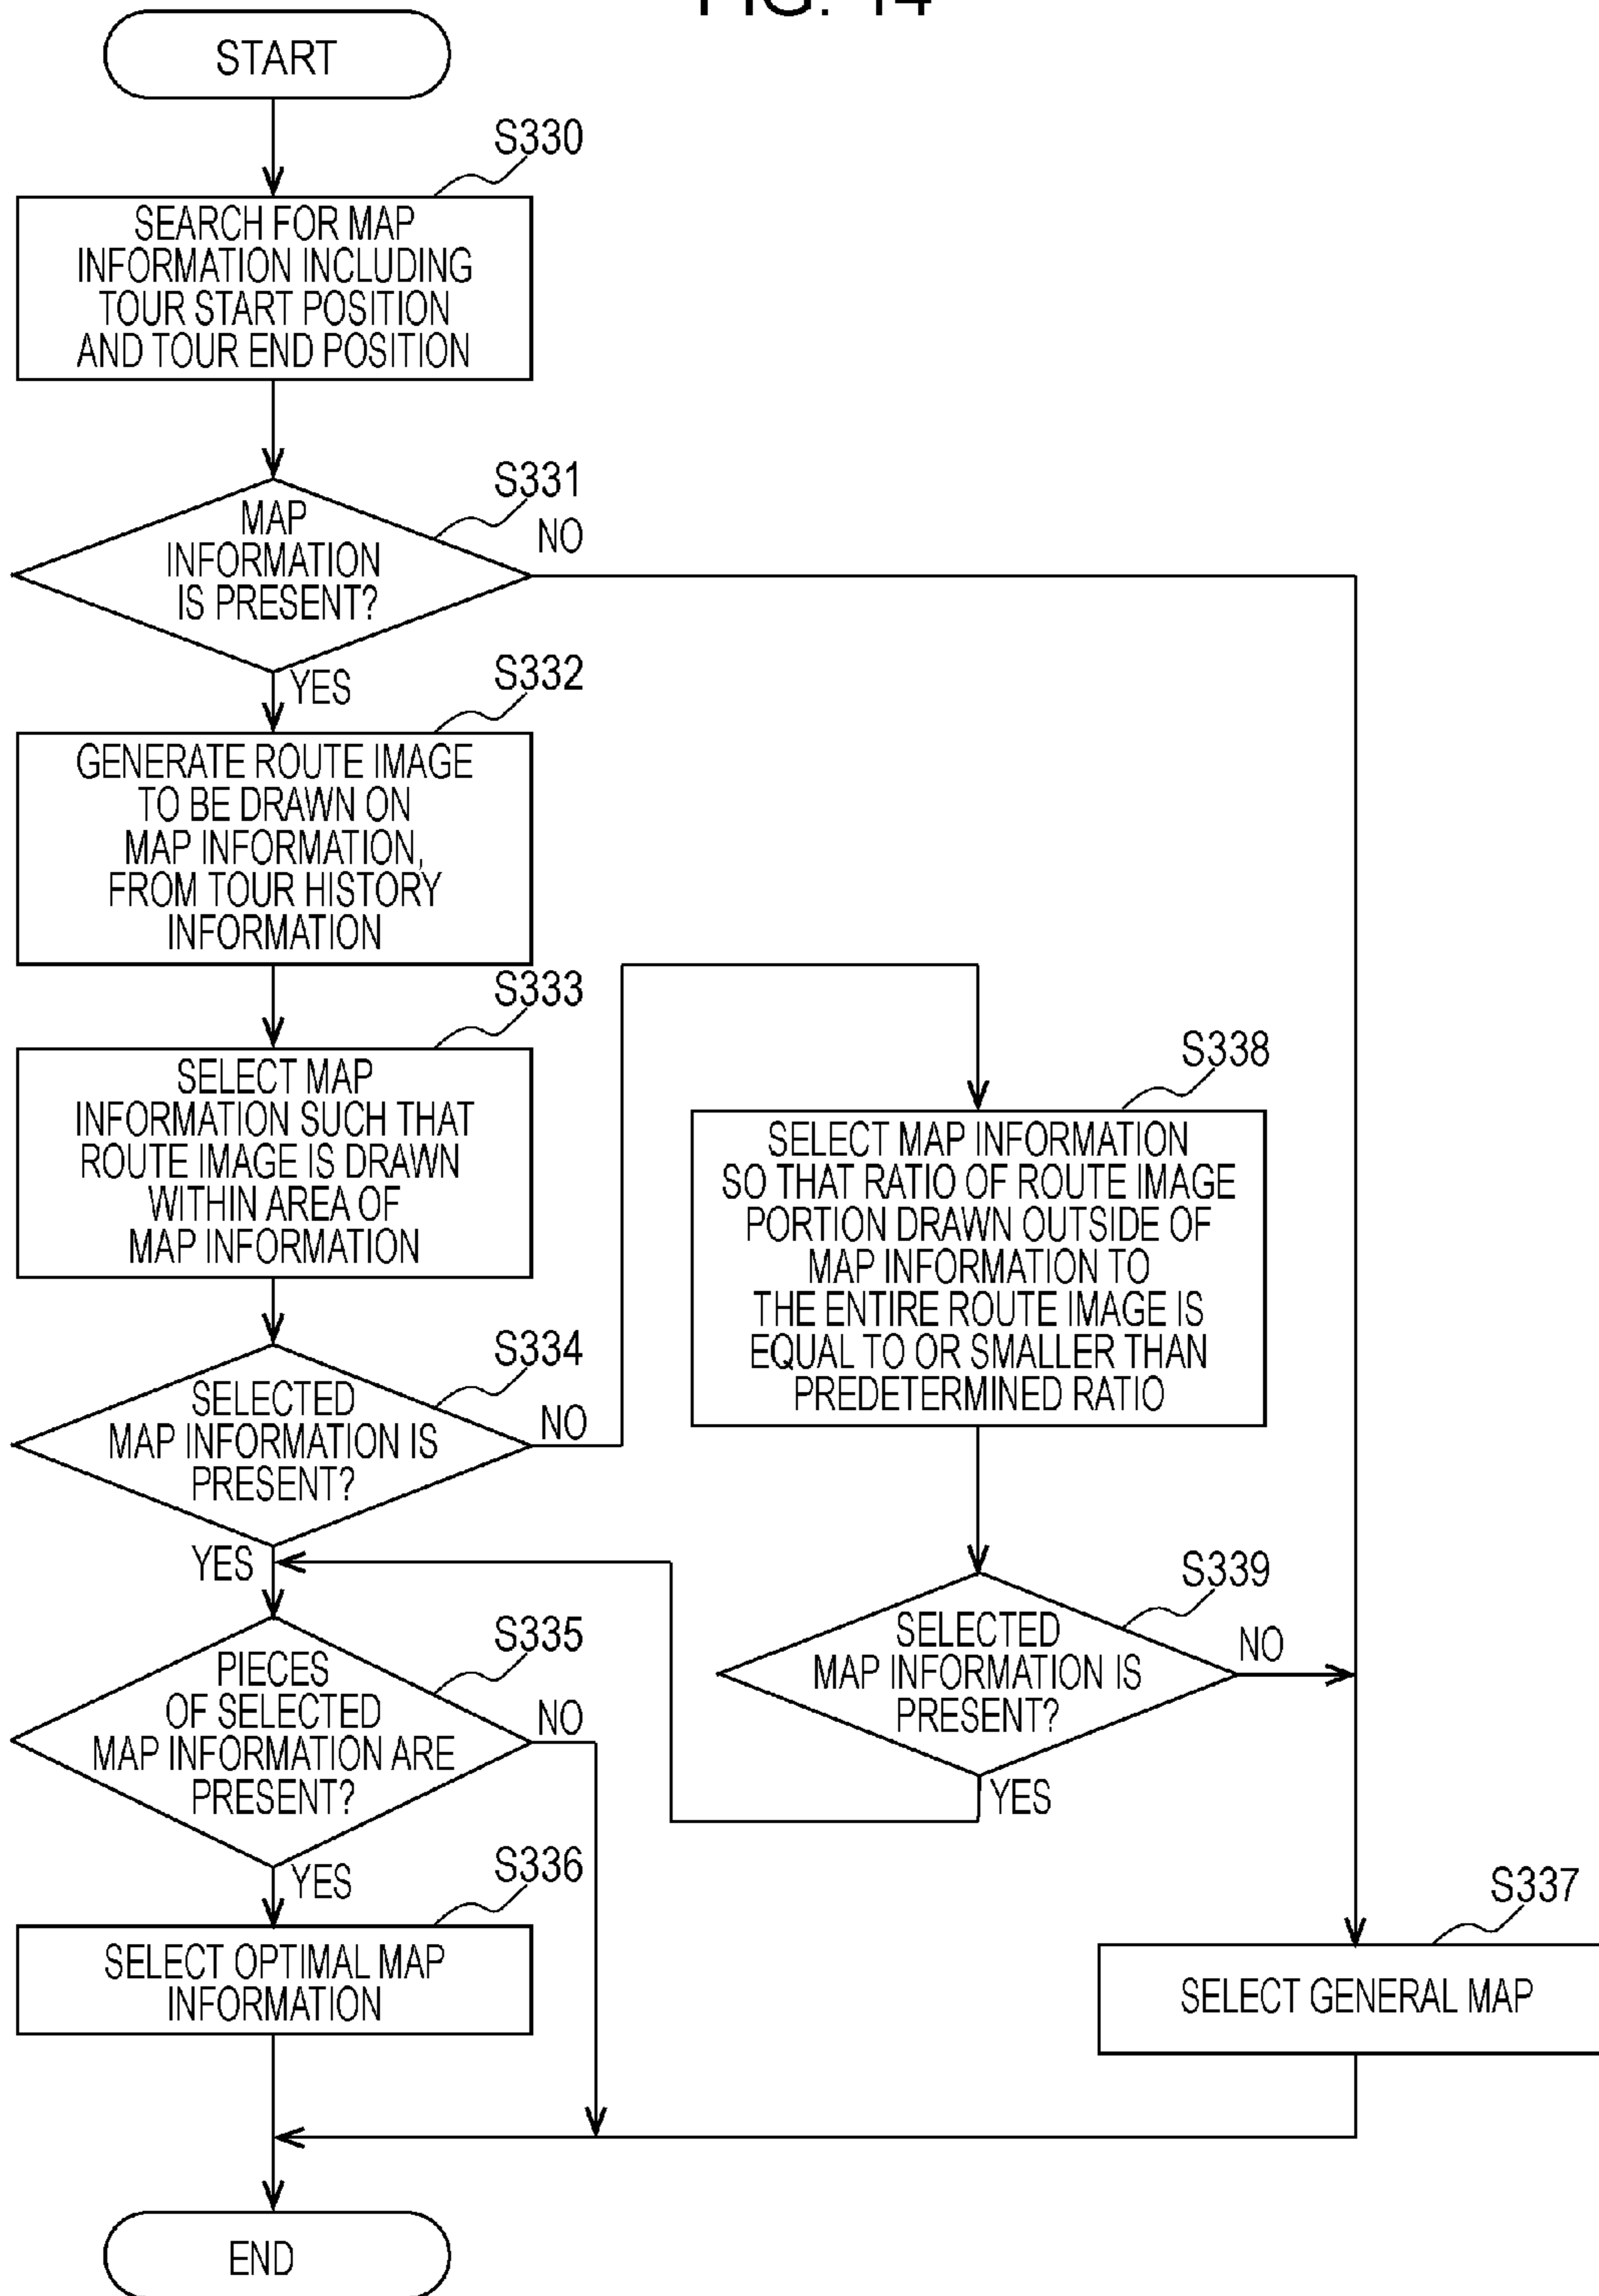 FIG. 14
START
S330
SEARCH FOR MAP
INFORMATION INCLUDING
TOUR START POSITION
AND TOUR END POSITION
S331
MAP
INFORMATION
IS PRESENT?
NO
YES
S332
GENERATE ROUTE IMAGE
TO BE DRAWN ON
MAP INFORMATION,
FROM TOUR HISTORY
INFORMATION
S333
SELECT MAP
INFORMATION SUCH THAT
ROUTE IMAGE IS DRAWN
WITHIN AREA OF
MAP INFORMATION
S334
SELECTED
MAP INFORMATION IS
PRESENT?
NO
YES
S338
SELECT MAP INFORMATION
SO THAT RATIO OF ROUTE IMAGE
PORTION DRAWN OUTSIDE OF
MAP INFORMATION TO
THE ENTIRE ROUTE IMAGE IS
EQUAL TO OR SMALLER THAN
PREDETERMINED RATIO
S339
SELECTED
MAP INFORMATION IS
PRESENT?
NO
YES
S335
PIECES
OF SELECTED
MAP INFORMATION ARE
PRESENT?
NO
YES
S336
SELECT OPTIMAL MAP
INFORMATION
S337
SELECT GENERAL MAP
END